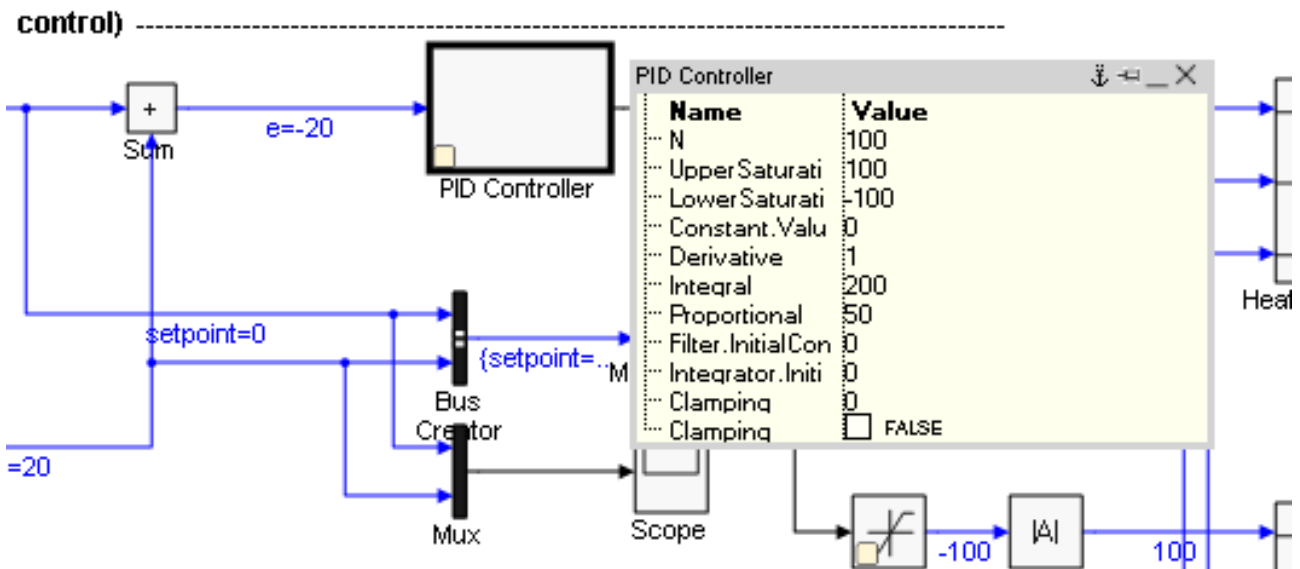 control) ----------------------------------------
+
Sum
e=-20
PID Controller
PID Controller
Name Value
N 100
UpperSaturati 100
LowerSaturati -100
Constant.Valu 0
Derivative 1
Integral 200
Proportional 50
Filter.InitialCon 0
Integrator.Initi 0
Clamping 0
Clamping FALSE
Heat
setpoint=0
{setpoint=...
M
Bus
Creator
=20
Mux
Scope
-100
|A|
100